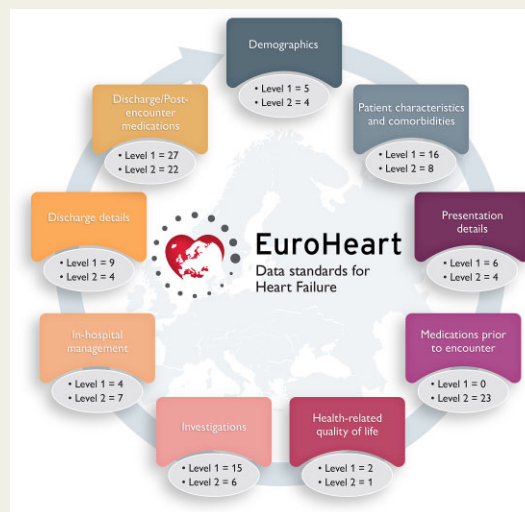 Demographics
• Level 1 = 5
• Level 2 = 4
Patient characteristics
and comorbidities
• Level 1 = 16
• Level 2 = 8
Presentation
details
• Level 1 = 6
• Level 2 = 4
Medications prior
to encounter
• Level 1 = 0
• Level 2 = 23
Health-related
quality of life
• Level 1 = 2
• Level 2 = 1
Investigations
• Level 1 = 15
• Level 2 = 6
In-hospital
management
• Level 1 = 4
• Level 2 = 7
Discharge details
• Level 1 = 9
• Level 2 = 4
Discharge/Post-
encounter
medications
• Level 1 = 27
• Level 2 = 22
EuroHeart
Data standards for
Heart Failure